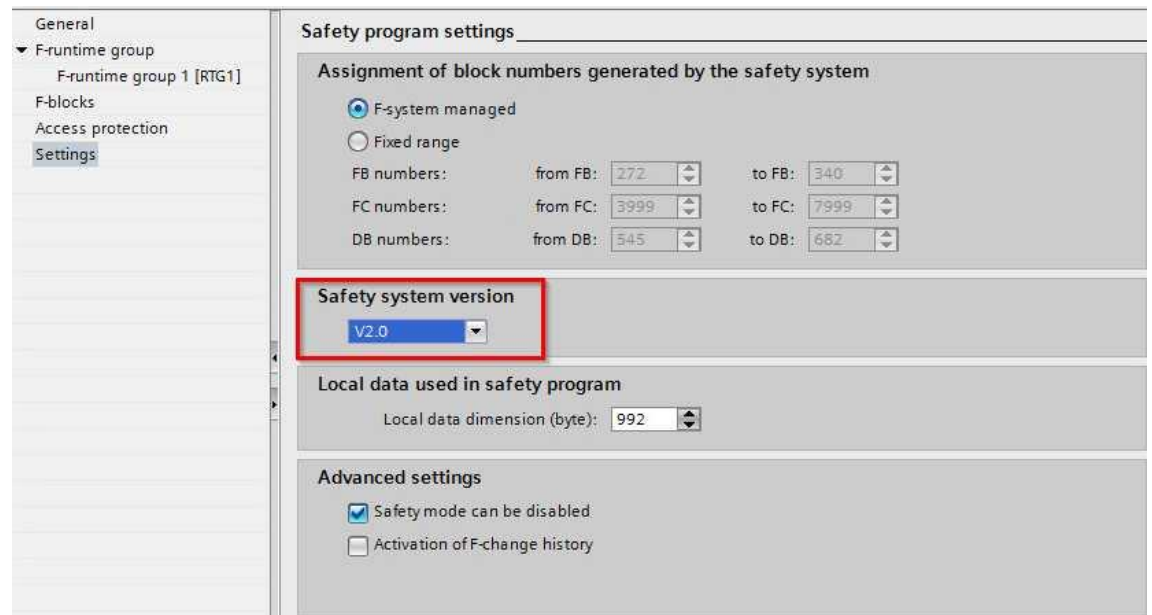 General
F-runtime group
F-runtime group 1 [RTG1]
F-blocks
Access protection
Settings
Safety program settings
Assignment of block numbers generated by the safety system
F-system managed
Fixed range
FB numbers: from FB: 272 to FB: 340
FC numbers: from FC: 3999 to FC: 7999
DB numbers: from DB: 545 to DB: 682
Safety system version
V2.0
Local data used in safety program
Local data dimension (byte): 992
Advanced settings
Safety mode can be disabled
Activation of F-change history